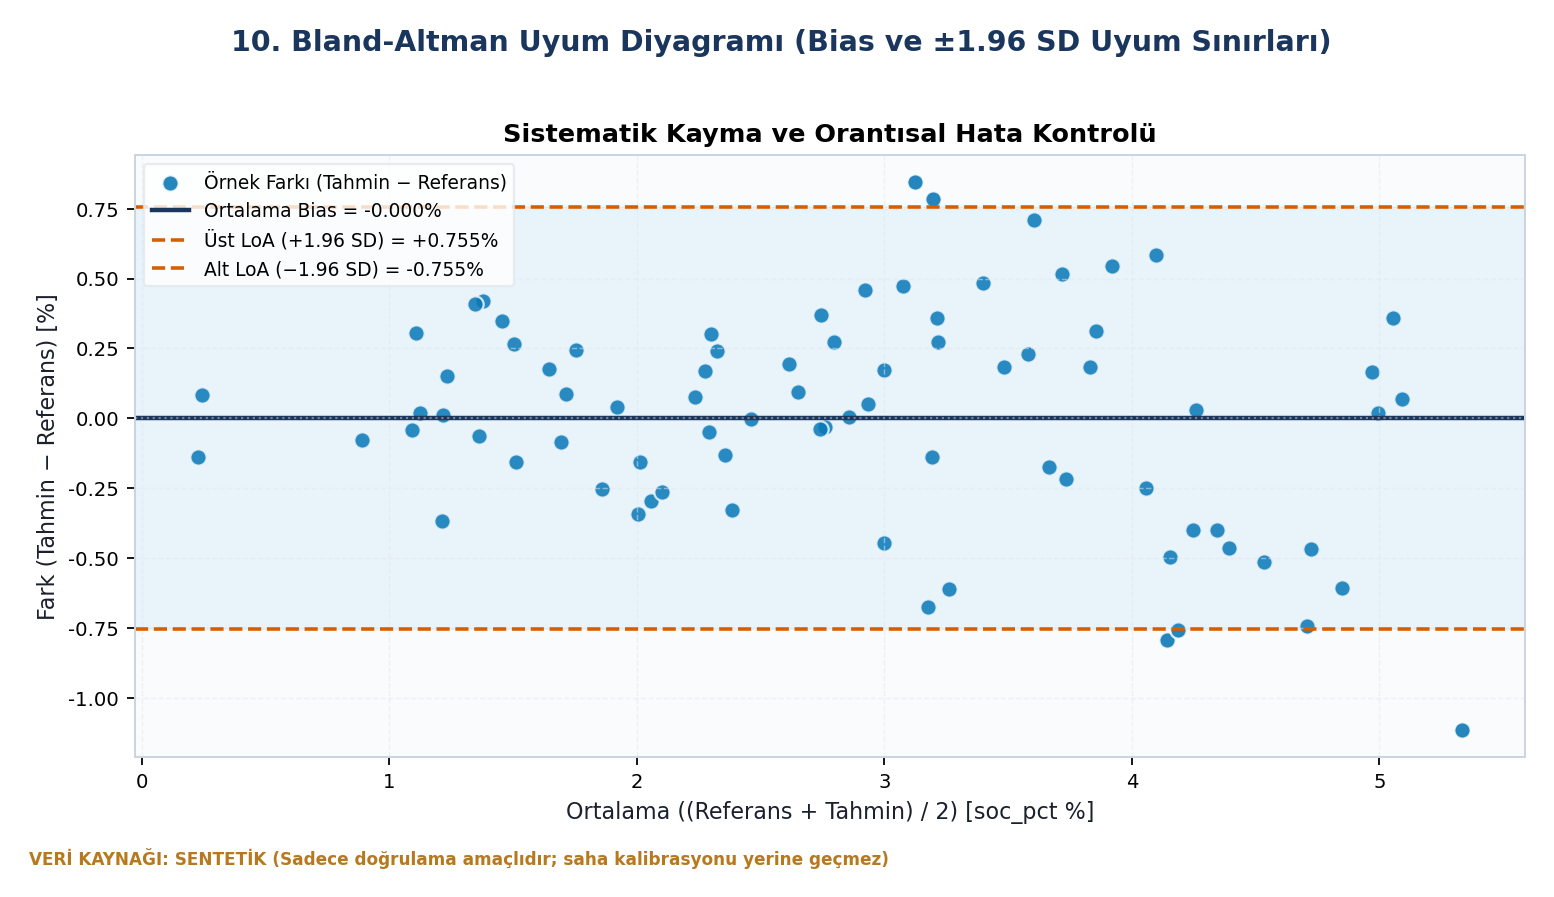 10. Bland-Altman Uyum Diyagramı (Bias ve ±1.96 SD Uyum Sınırları)
Sistematik Kayma ve Orantısal Hata Kontrolü
Örnek Farkı (Tahmin − Referans)
Ortalama Bias = -0.000%
Üst LoA (+1.96 SD) = +0.755%
Alt LoA (−1.96 SD) = -0.755%
Fark (Tahmin − Referans) [%]
0.75
0.50
0.25
0.00
-0.25
-0.50
-0.75
-1.00
0 1 2 3 4 5
Ortalama ((Referans + Tahmin) / 2) [soc_pct %]
VERİ KAYNAĞI: SENTETİK (Sadece doğrulama amaçlıdır; saha kalibrasyonu yerine geçmez)